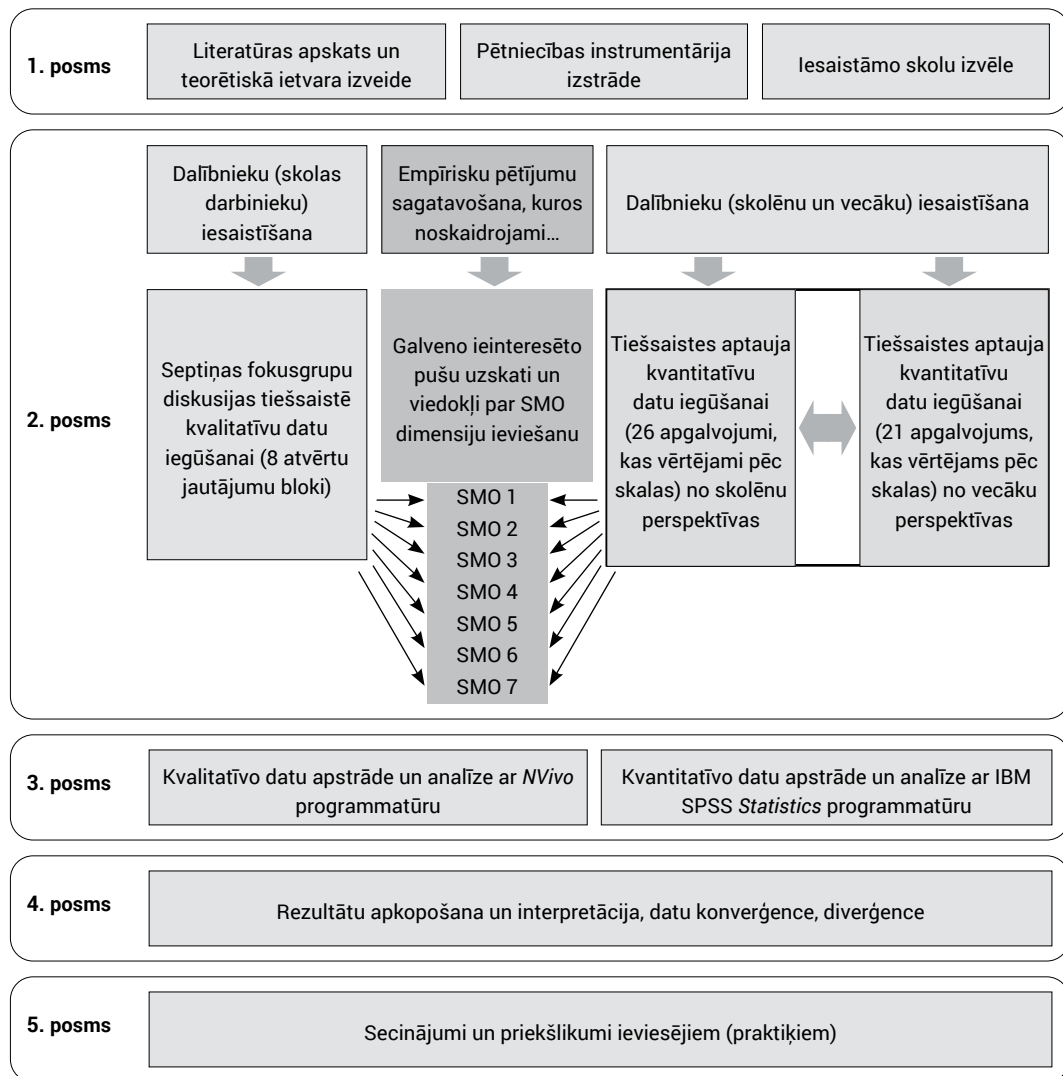 1. posms
Literatūras apskats un
teorētiskā ietvara izveide
Pētniecības instrumentārija
izstrāde
Iesaistāmo skolu izvēle
2. posms
Dalībnieku (skolas
darbinieku)
iesaistīšana
Empīrisku pētījumu
sagatavošana, kuros
noskaidrojami…
Dalībnieku (skolēnu un vecāku) iesaistīšana
Septiņas fokusgrupu
diskusijas tiešsaistē
kvalitatīvu datu
iegūšanai (8 atvērtu
jautājumu bloki)
Galveno ieinteresēto
pušu uzskati un
viedokļi par SMO
dimensiju ieviešanu
SMO 1
SMO 2
SMO 3
SMO 4
SMO 5
SMO 6
SMO 7
Tiešsaistes aptauja
kvantitatīvu
datu iegūšanai
(26 apgalvojumi,
kas vērtējami pēc
skalas) no skolēnu
perspektīvas
Tiešsaistes aptauja
kvantitatīvu
datu iegūšanai
(21 apgalvojums,
kas vērtējams pēc
skalas) no vecāku
perspektīvas
3. posms
Kvalitatīvo datu apstrāde un analīze ar NVivo
programmatūru
Kvantitatīvo datu apstrāde un analīze ar IBM
SPSS Statistics programmatūru
4. posms
Rezultātu apkopošana un interpretācija, datu konverģence, diverģence
5. posms
Secinājumi un priekšlikumi ieviesējiem (praktiķiem)